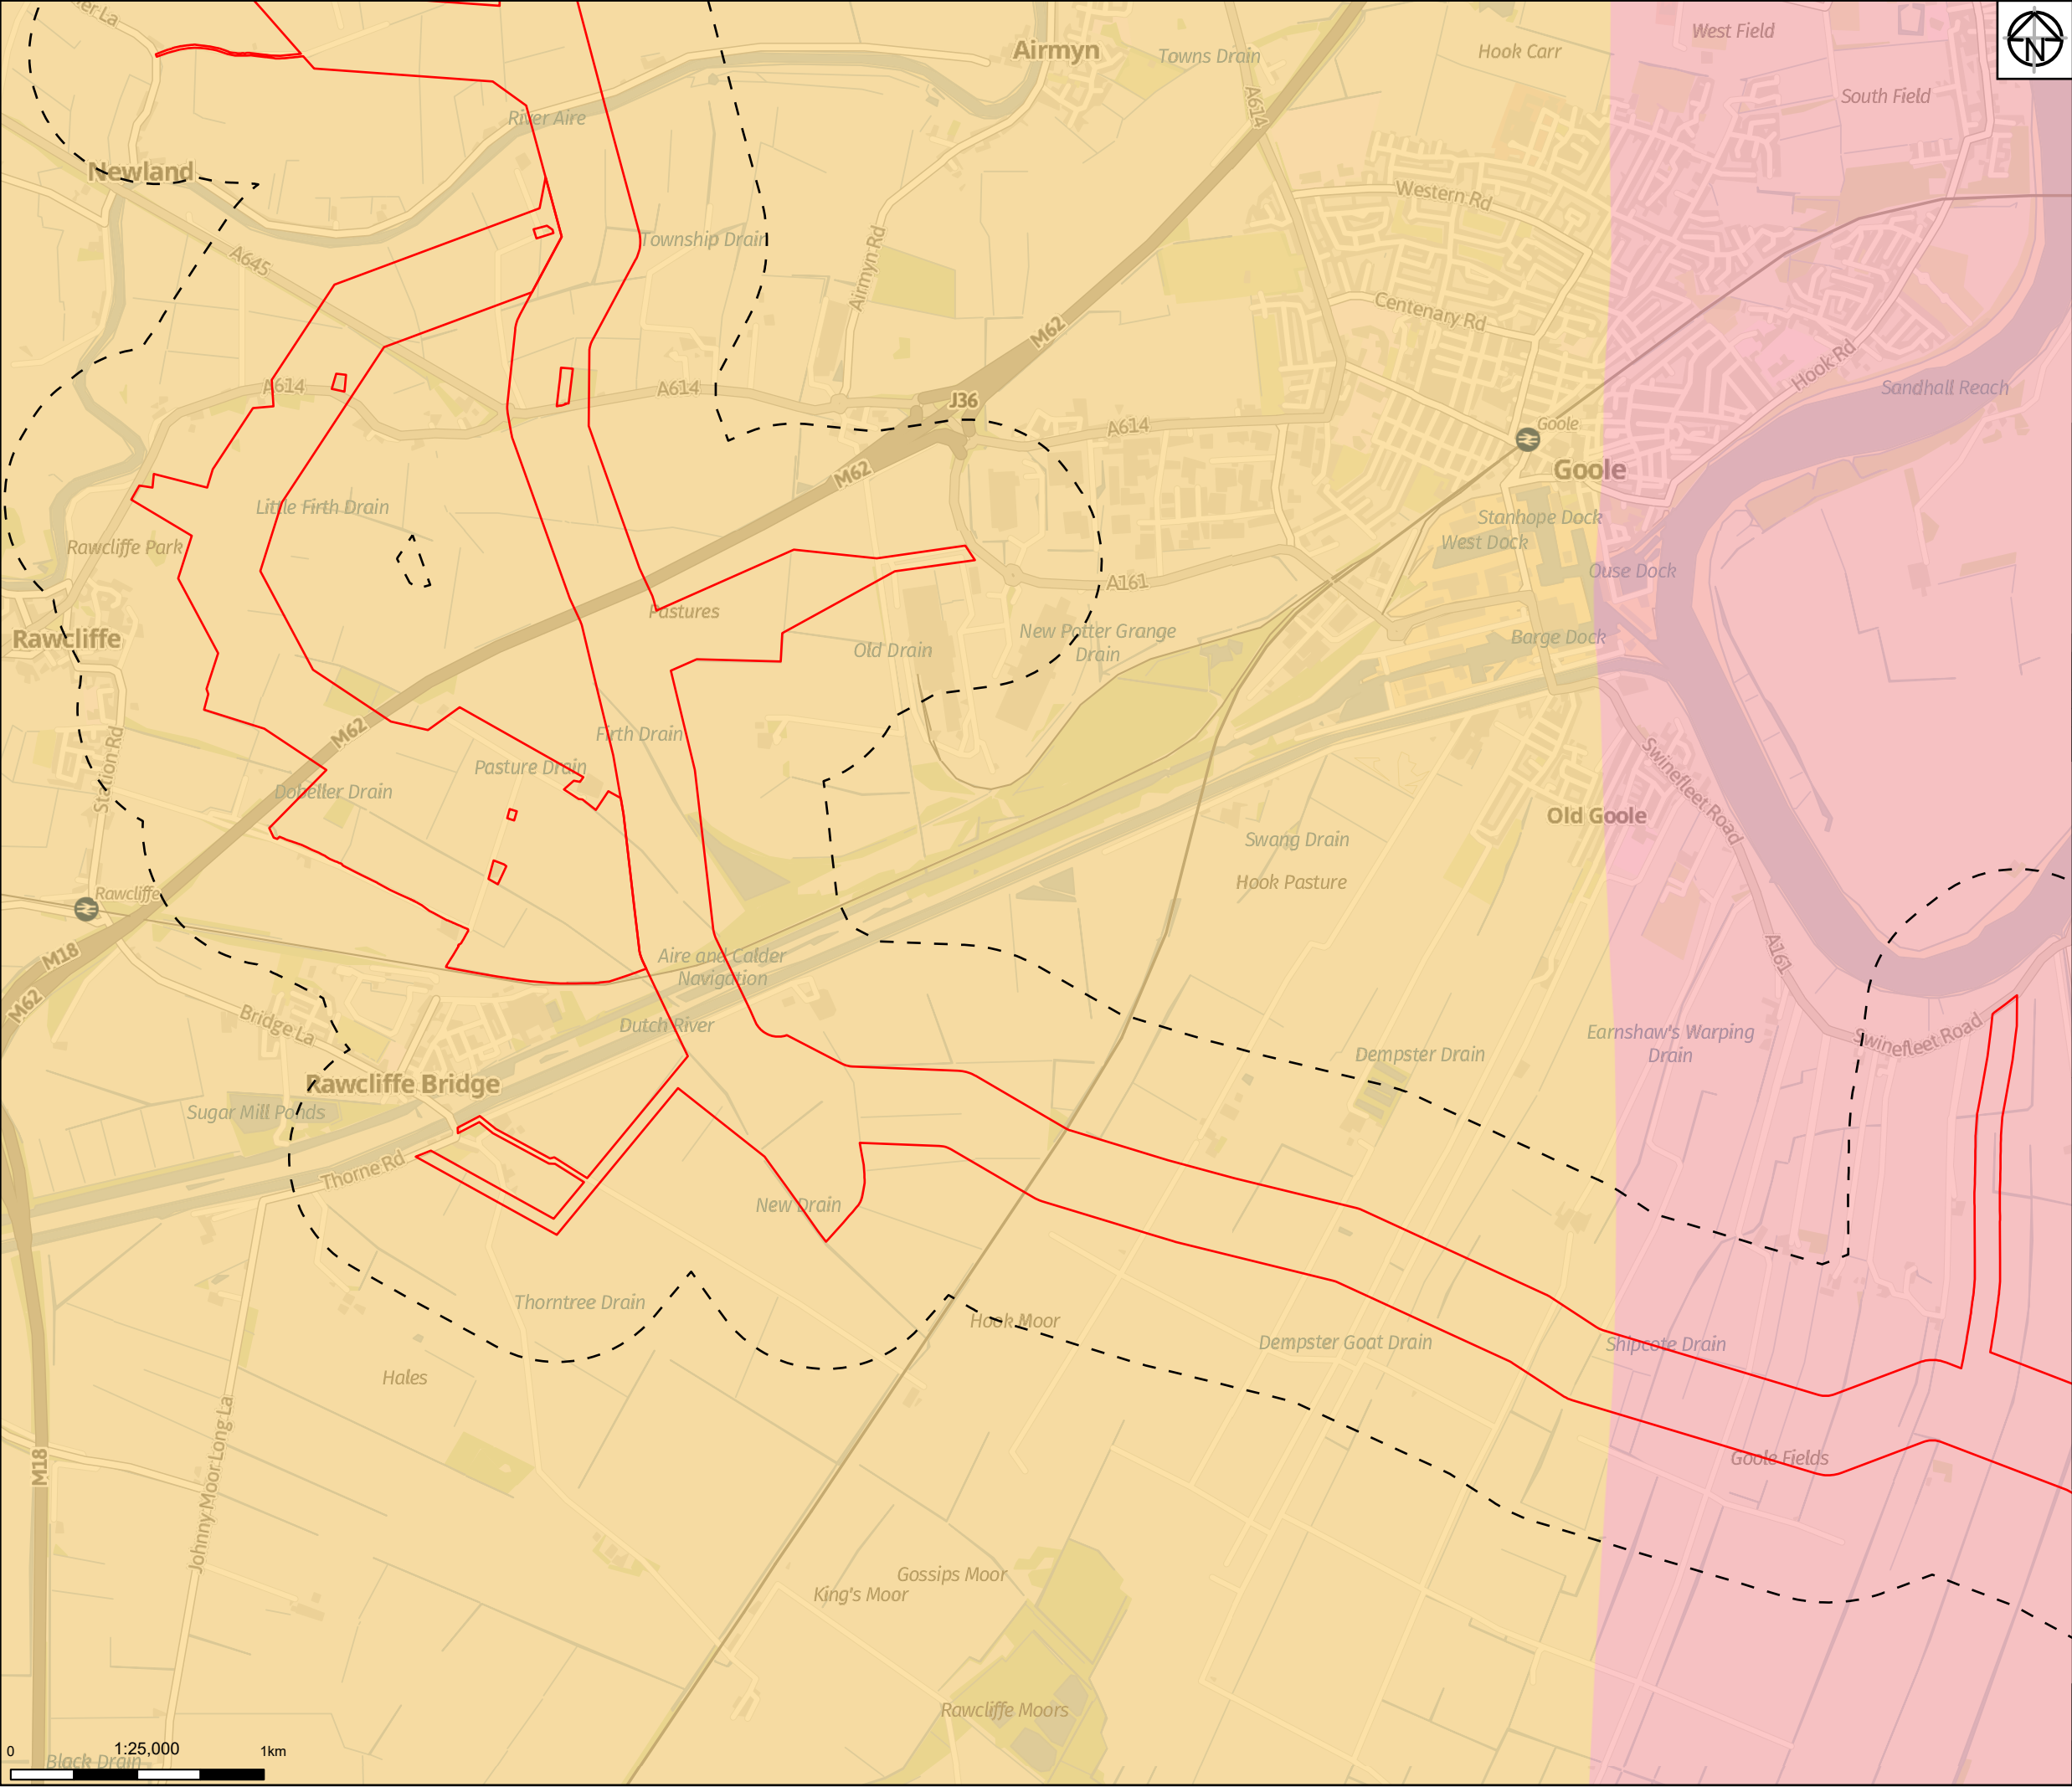 ler La
Airmyn
Towns Drain
Hook Carr
West Field
N
South Field
River Aire
A614
Newland
Western Rd
Township Drain
A645
Airmyn Rd
Centenary Rd
M62
Hook Rd
Sandhall Reach
A614
A614
J36
A614
Goole
Goole
M62
Little Firth Drain
Stanhope Dock
West Dock
Rawcliffe Park
Ouse Dock
A161
Pastures
Rawcliffe
New Potter Grange
Drain
Old Drain
Barge Dock
Firth Drain
M62
Station Rd
Pasture Drain
Dobeller Drain
Swinefleet Road
Old Goole
Swang Drain
Hook Pasture
Rawcliffe
M18
Aire and Calder
Navigation
A161
M62
Bridge La
Dutch River
Earnshaw's Warping
Drain
Swinefleet Road
Dempster Drain
Rawcliffe Bridge
Sugar Mill Ponds
Thorne Rd
New Drain
Thorntree Drain
Hook Moor
Dempster Goat Drain
Shipcote Drain
Hales
M18
Johnny Moor Long La
Goole Fields
Gossips Moor
King's Moor
Rawcliffe Moors
Black Drain
0 1:25,000 1km